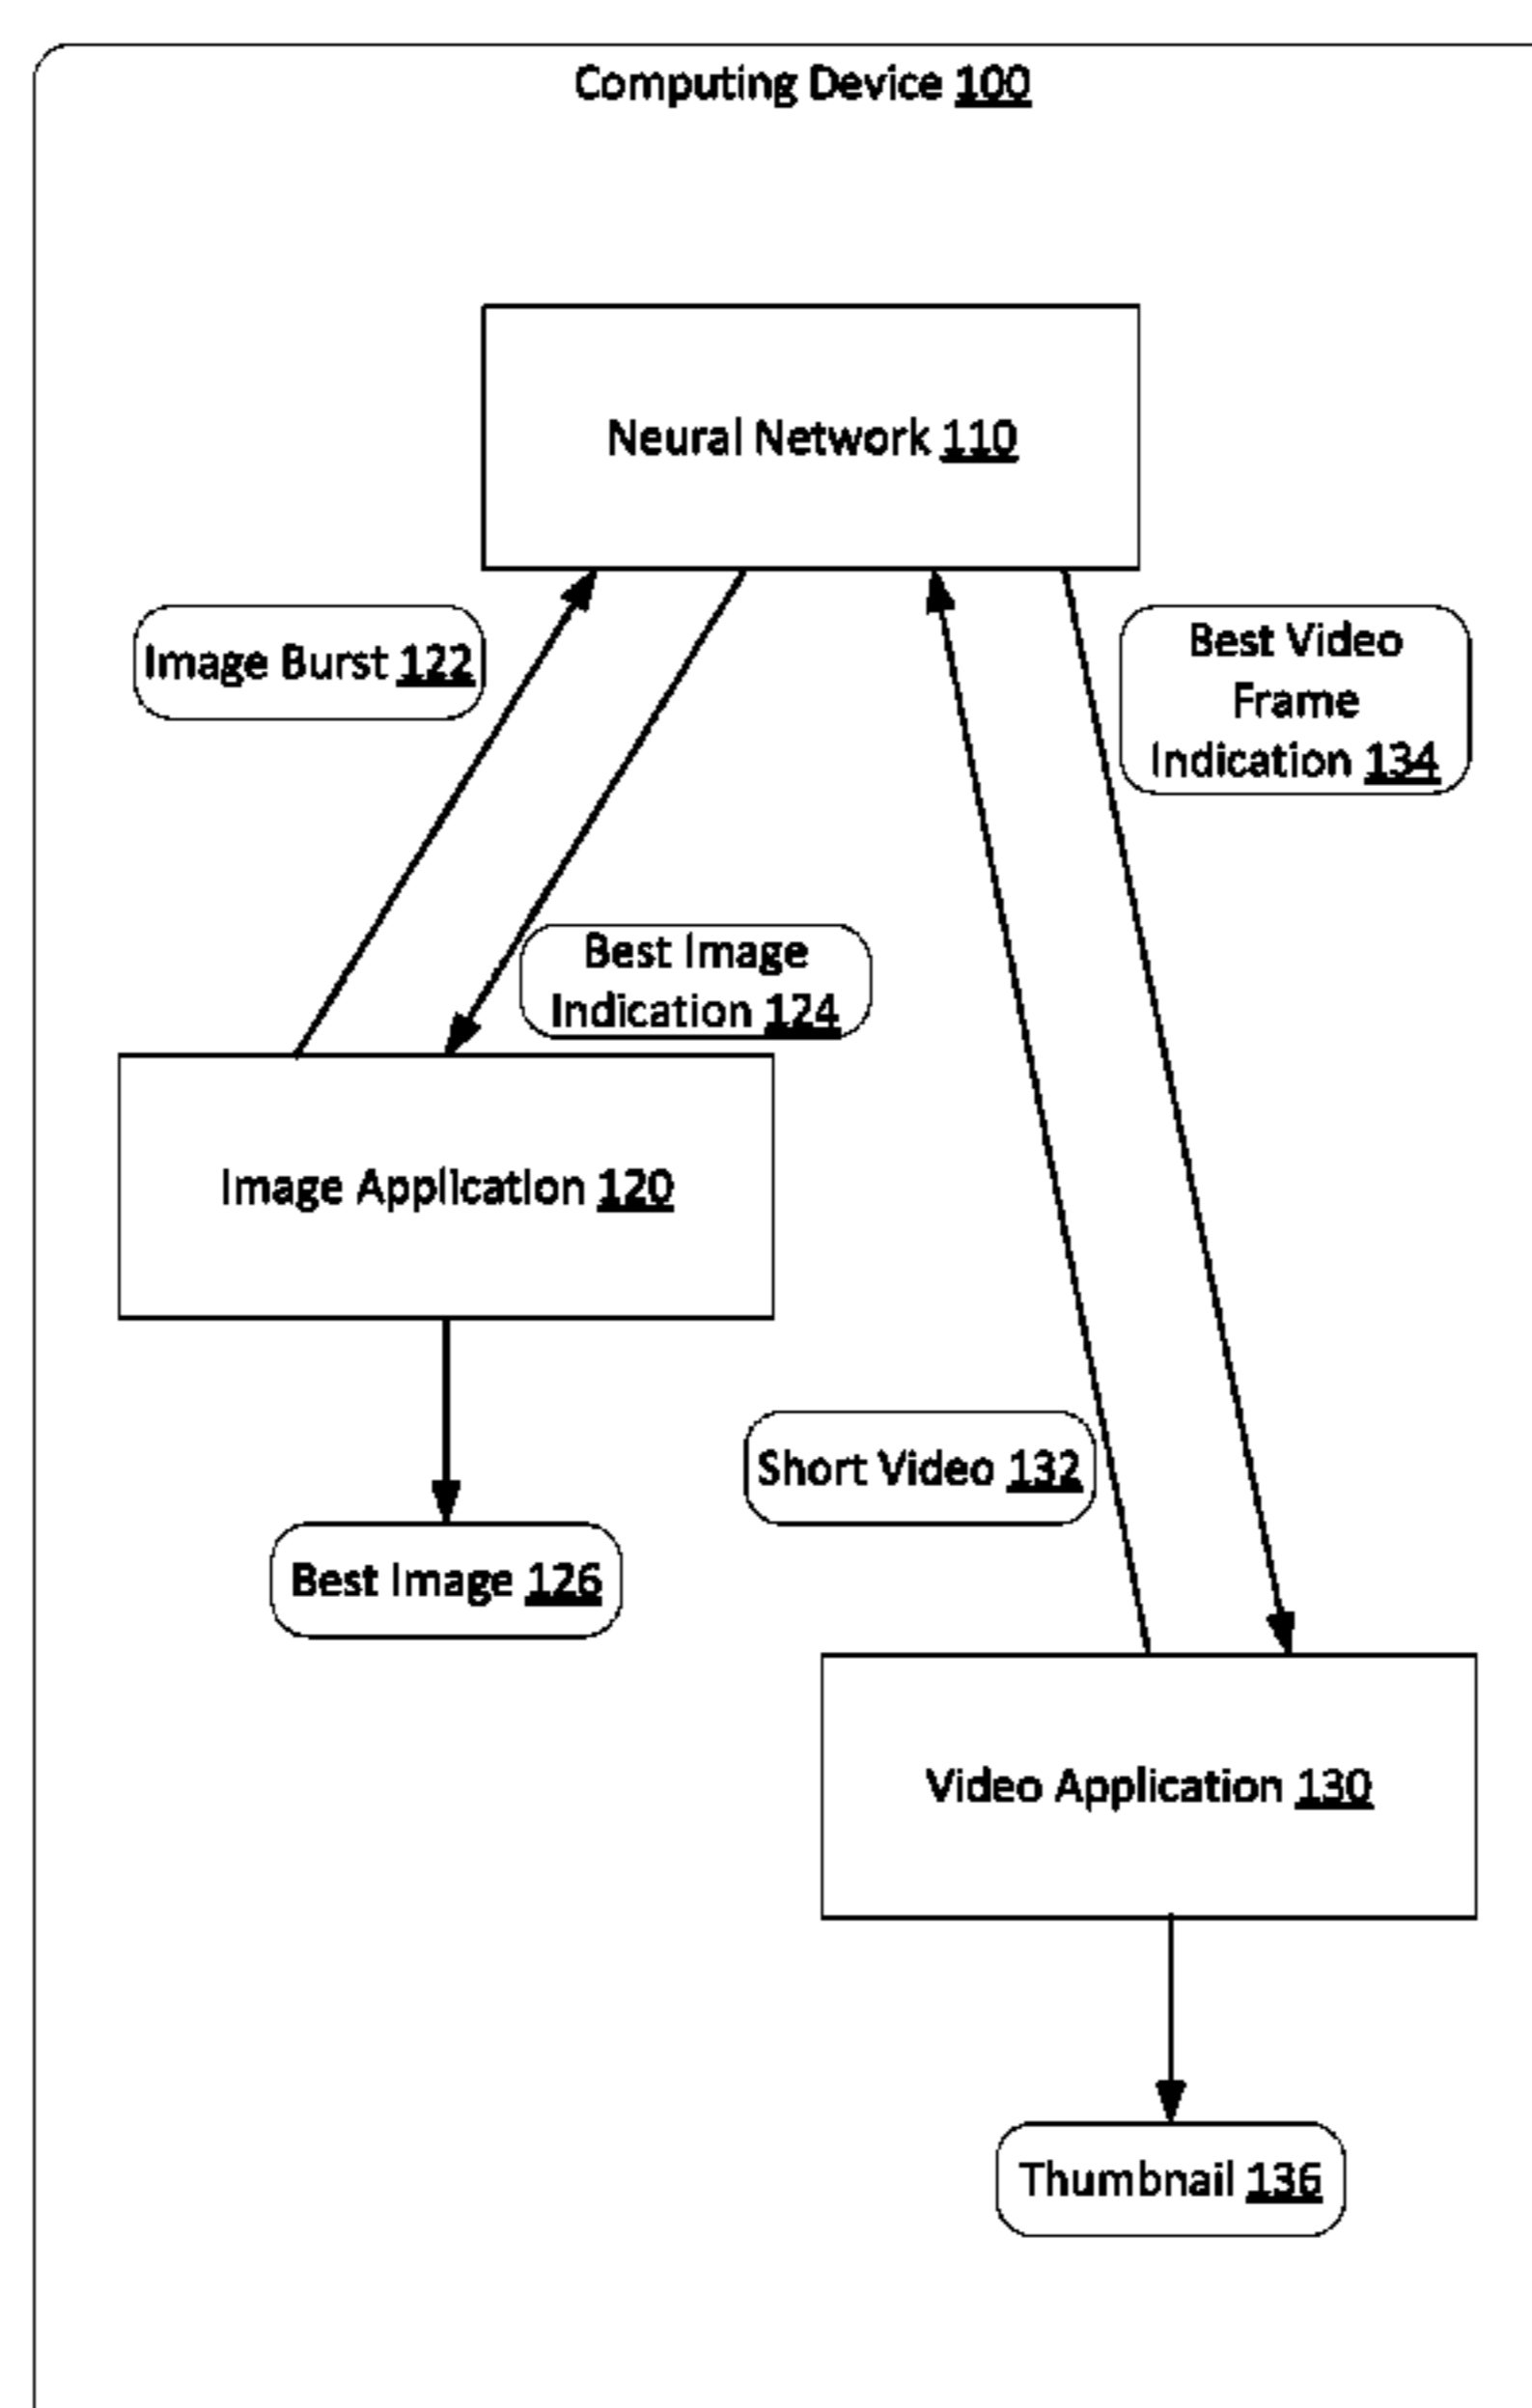 Computing Device 100
Neural Network 110
Image Burst 122
Best Video
Frame
Indication 134
Best Image
Indication 124
Image Application 120
Short Video 132
Best Image 126
Video Application 130
Thumbnail 136